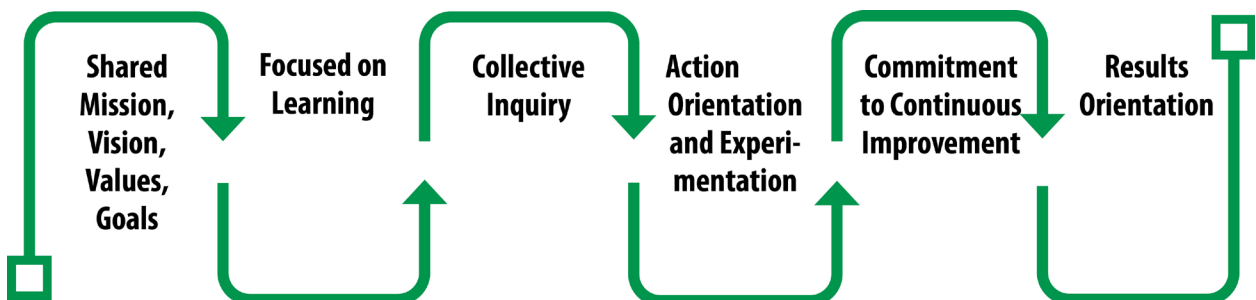 Shared
Mission,
Vision,
Values,
Goals
Focused on
Learning
Collective
Inquiry
Action
Orientation
and Experi-
mentation
Commitment
to Continuous
Improvement
Results
Orientation